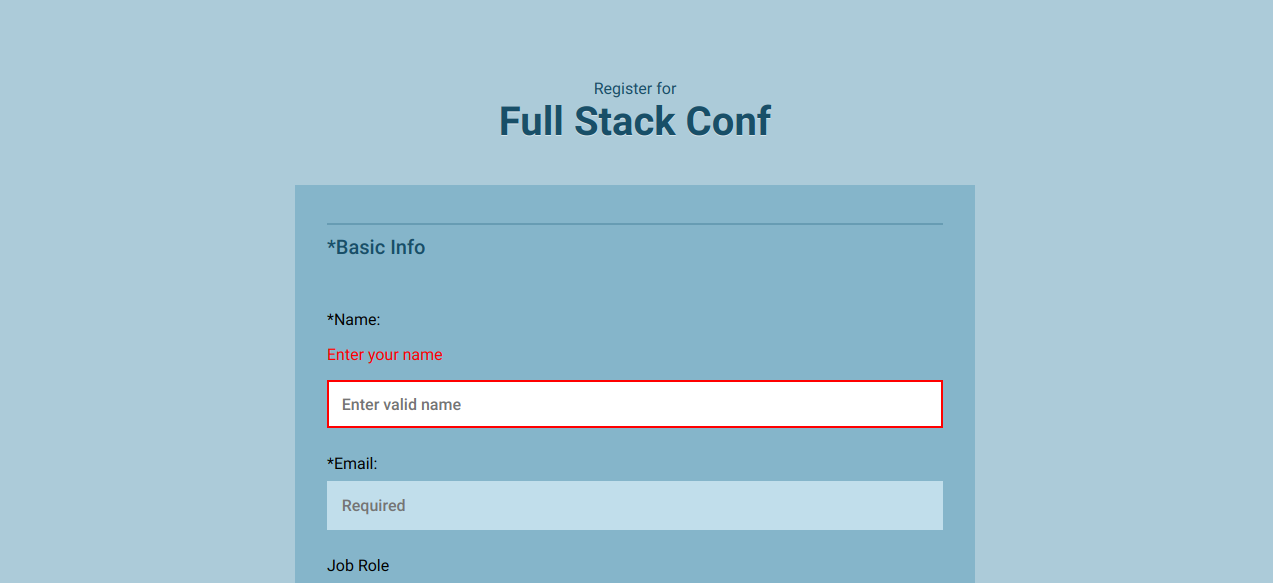 Register for
Full Stack Conf
*Basic Info
*Name:
Enter your name
Enter valid name
*Email:
Required
Job Role